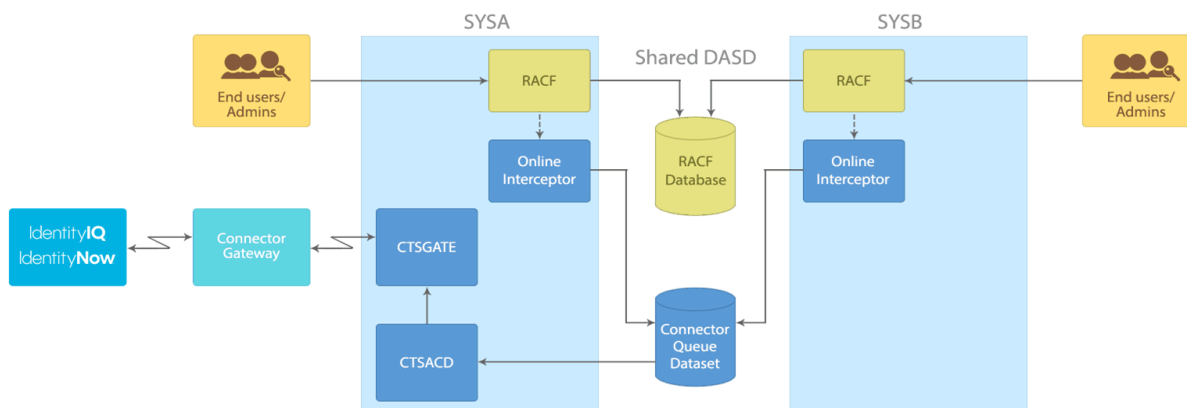 SYSA
SYSB
Shared DASD
End users/
Admins
RACF
RACF
End users/
Admins
Online
Interceptor
RACF
Database
Online
Interceptor
IdentityIQ
IdentityNow
Connector
Gateway
CTSGATE
CTSACD
Connector
Queue
Dataset